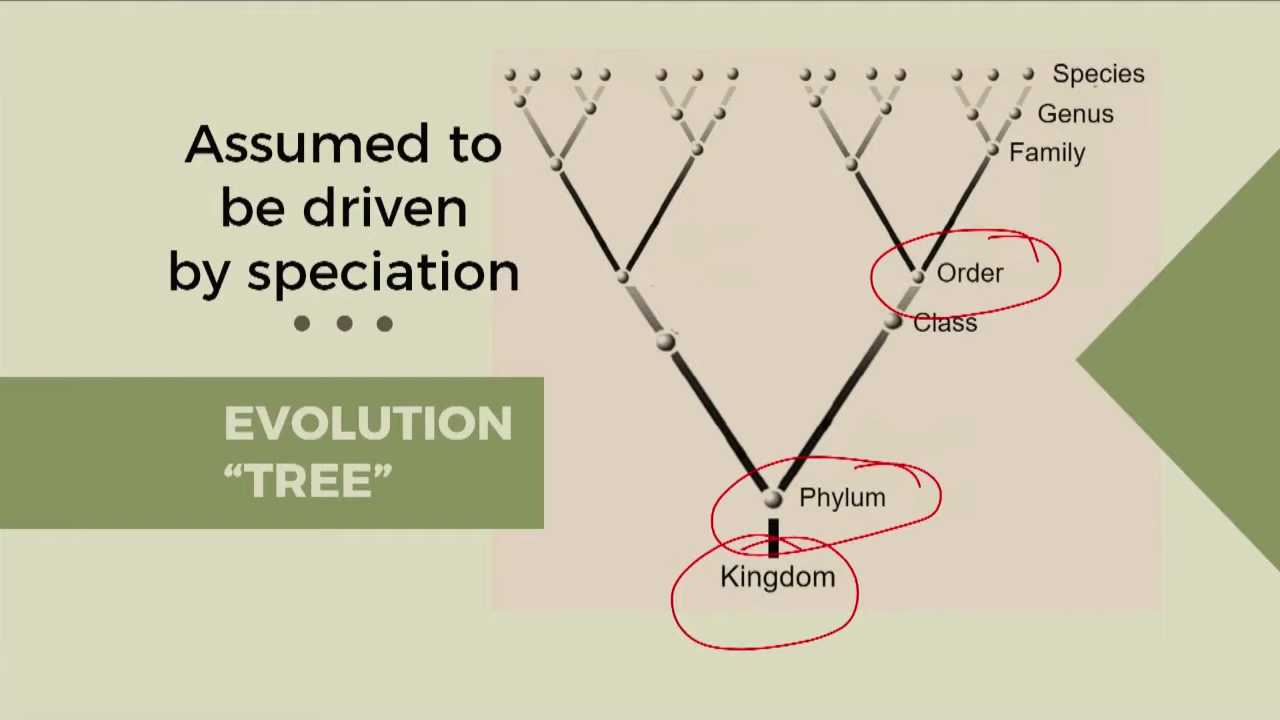 Assumed to
be driven
by speciation
EVOLUTION
“TREE”
Species
Genus
Family
Order
Class
Phylum
Kingdom